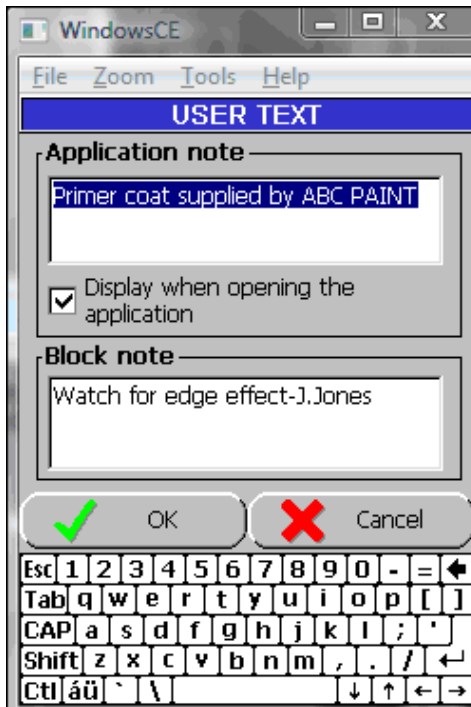 WindowsCE
File Zoom Tools Help
USER TEXT
Application note
Primer coat supplied by ABC PAINT
Display when opening the
application
Block note
Watch for edge effect-J.Jones
OK Cancel
Esc 1 2 3 4 5 6 7 8 9 0 - =
Tab q w e r t y u i o p [ ]
CAP a s d f g h j k l ; '
Shift z x c v b n m , . /
Ctl áü ` \ ↓ ↑ ← →